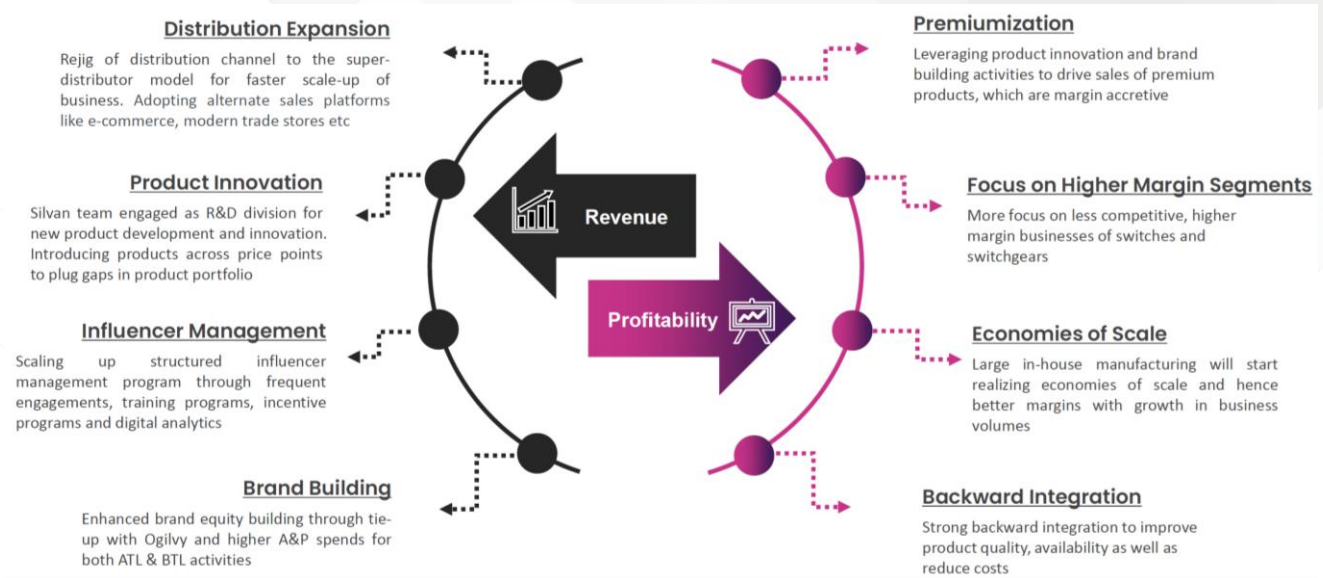 Distribution Expansion
Rejig of distribution channel to the super-
distributor model for faster scale-up of
business. Adopting alternate sales platforms
like e-commerce, modern trade stores etc
Product Innovation
Silvan team engaged as R&D division for
new product development and innovation.
Introducing products across price points
to plug gaps in product portfolio
Influencer Management
Scaling up structured influencer
management program through frequent
engagements, training programs, incentive
programs and digital analytics
Brand Building
Enhanced brand equity building through tie-
up with Ogilvy and higher A&P spends for
both ATL & BTL activities
Revenue
Profitability
Premiumization
Leveraging product innovation and brand
building activities to drive sales of premium
products, which are margin accretive
Focus on Higher Margin Segments
More focus on less competitive, higher
margin businesses of switches and
switchgears
Economies of Scale
Large in-house manufacturing will start
realizing economies of scale and hence
better margins with growth in business
volumes
Backward Integration
Strong backward integration to improve
product quality, availability as well as
reduce costs